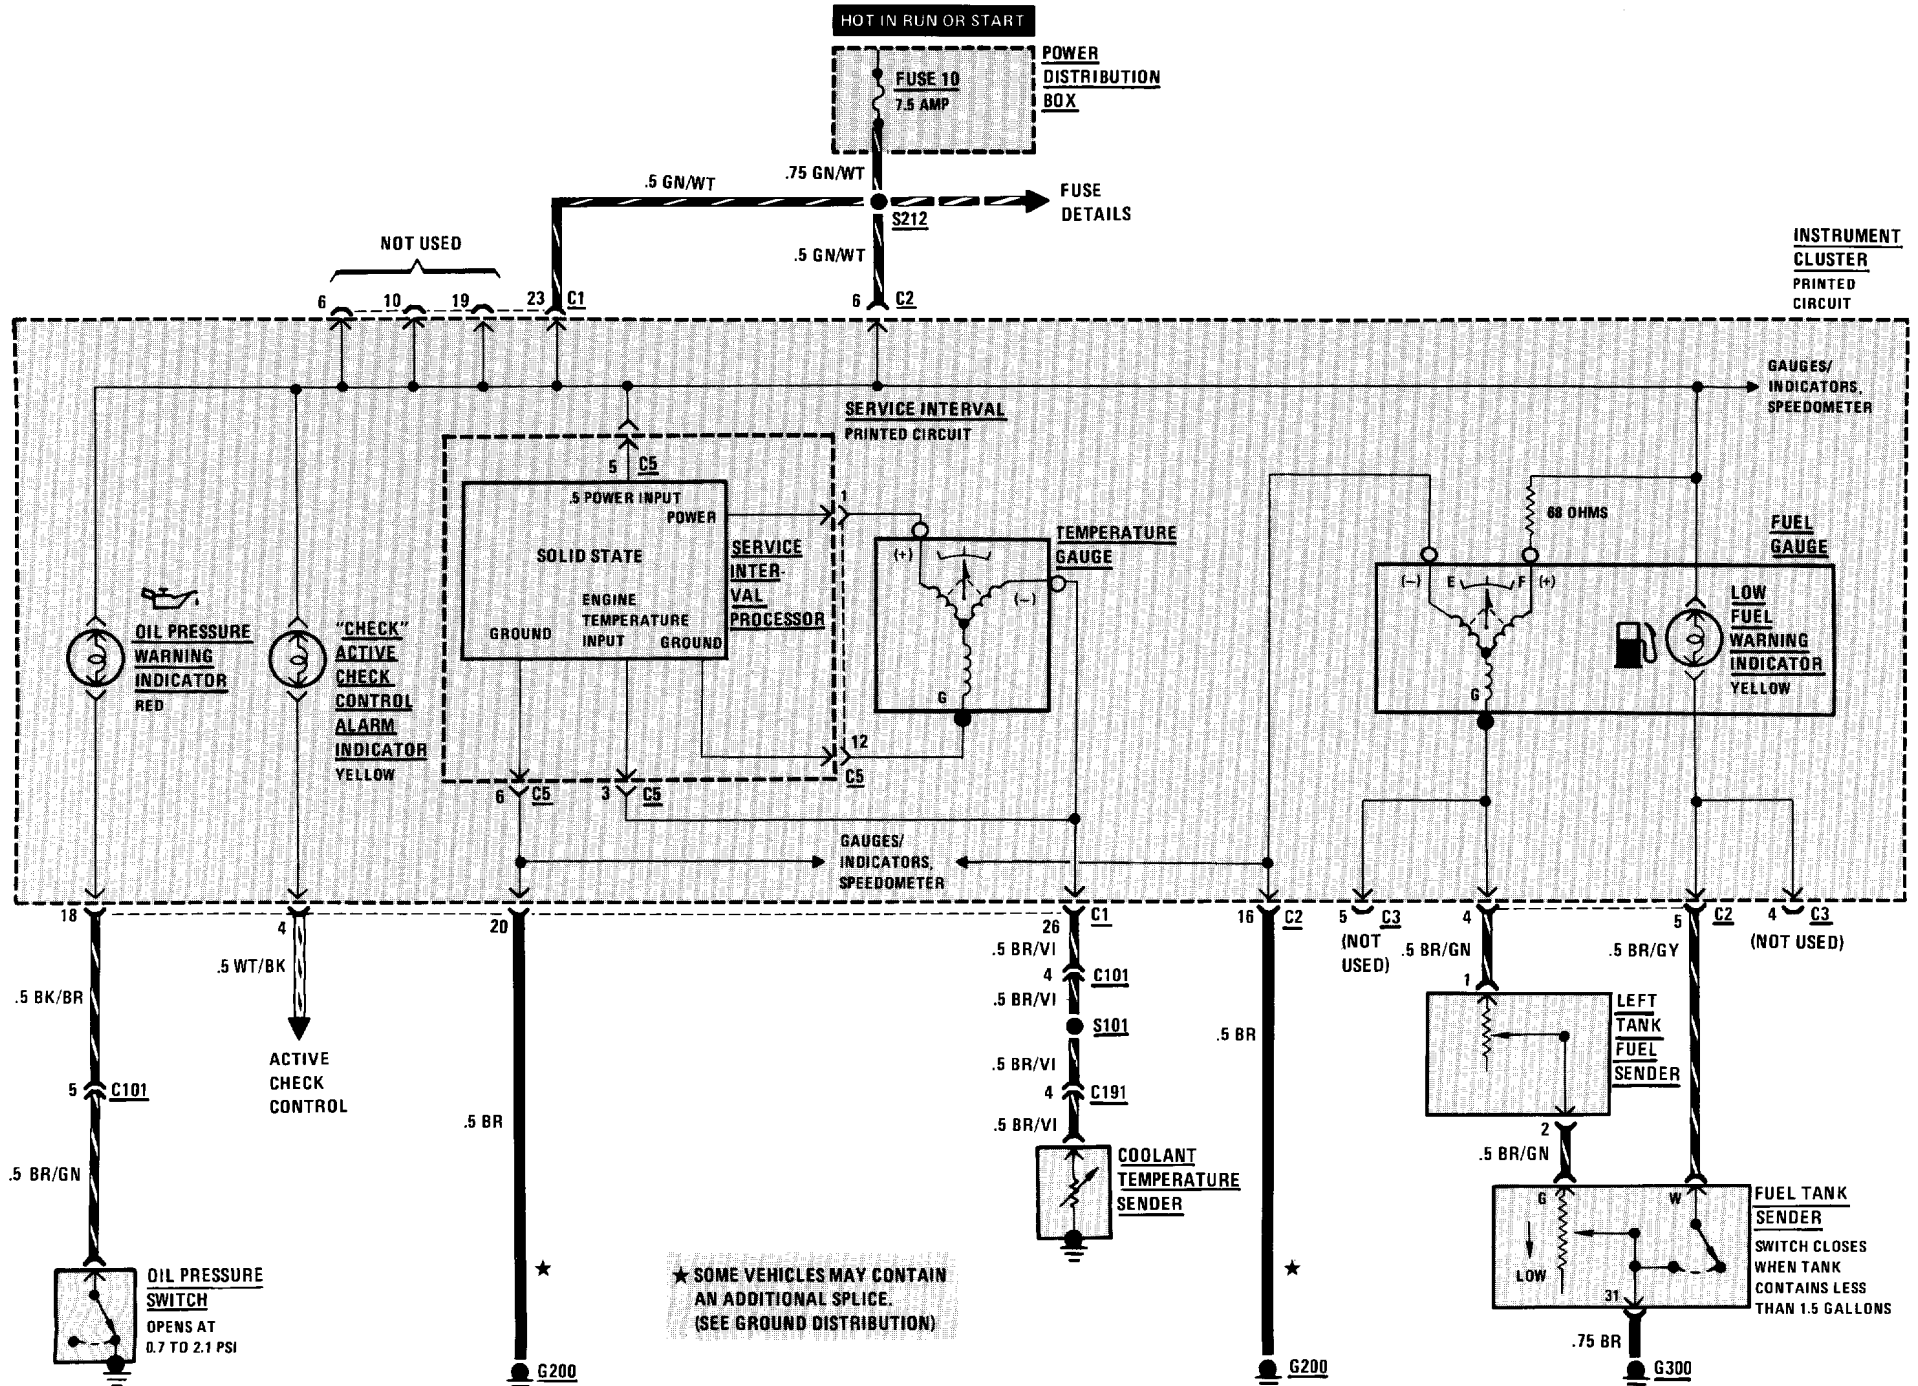 HOT IN RUN OR START
POWER
DISTRIBUTION
BOX
FUSE 10
7.5 AMP
.75 GN/WT
.5 GN/WT
S212
FUSE
DETAILS
.5 GN/WT
NOT USED
6
10
19
23
C1
6
C2
INSTRUMENT
CLUSTER
PRINTED
CIRCUIT
GAUGES/
INDICATORS,
SPEEDOMETER
SERVICE INTERVAL
PRINTED CIRCUIT
5
C5
.5 POWER INPUT
POWER
SOLID STATE
ENGINE
TEMPERATURE
INPUT
GROUND
GROUND
SERVICE
INTER-
VAL
PROCESSOR
1
12
C5
TEMPERATURE
GAUGE
(+)
(–)
G
68 OHMS
FUEL
GAUGE
(–)
E
F
(+)
G
LOW
FUEL
WARNING
INDICATOR
YELLOW
OIL PRESSURE
WARNING
INDICATOR
RED
"CHECK"
ACTIVE
CHECK
CONTROL
ALARM
INDICATOR
YELLOW
6
C5
3
C5
GAUGES/
INDICATORS,
SPEEDOMETER
18
4
20
26
C1
16
C2
5
C3
(NOT
USED)
4
5
C2
4
C3
(NOT USED)
.5 BK/BR
5
C101
.5 BR/GN
OIL PRESSURE
SWITCH
OPENS AT
0.7 TO 2.1 PSI
.5 WT/BK
ACTIVE
CHECK
CONTROL
.5 BR
G200
★
★ SOME VEHICLES MAY CONTAIN
AN ADDITIONAL SPLICE.
(SEE GROUND DISTRIBUTION)
.5 BR/VI
4
C101
.5 BR/VI
S101
.5 BR/VI
4
C191
.5 BR/VI
COOLANT
TEMPERATURE
SENDER
.5 BR
★
G200
.5 BR/GN
1
LEFT
TANK
FUEL
SENDER
2
.5 BR/GN
.5 BR/GY
G
W
LOW
31
FUEL TANK
SENDER
SWITCH CLOSES
WHEN TANK
CONTAINS LESS
THAN 1.5 GALLONS
.75 BR
G300